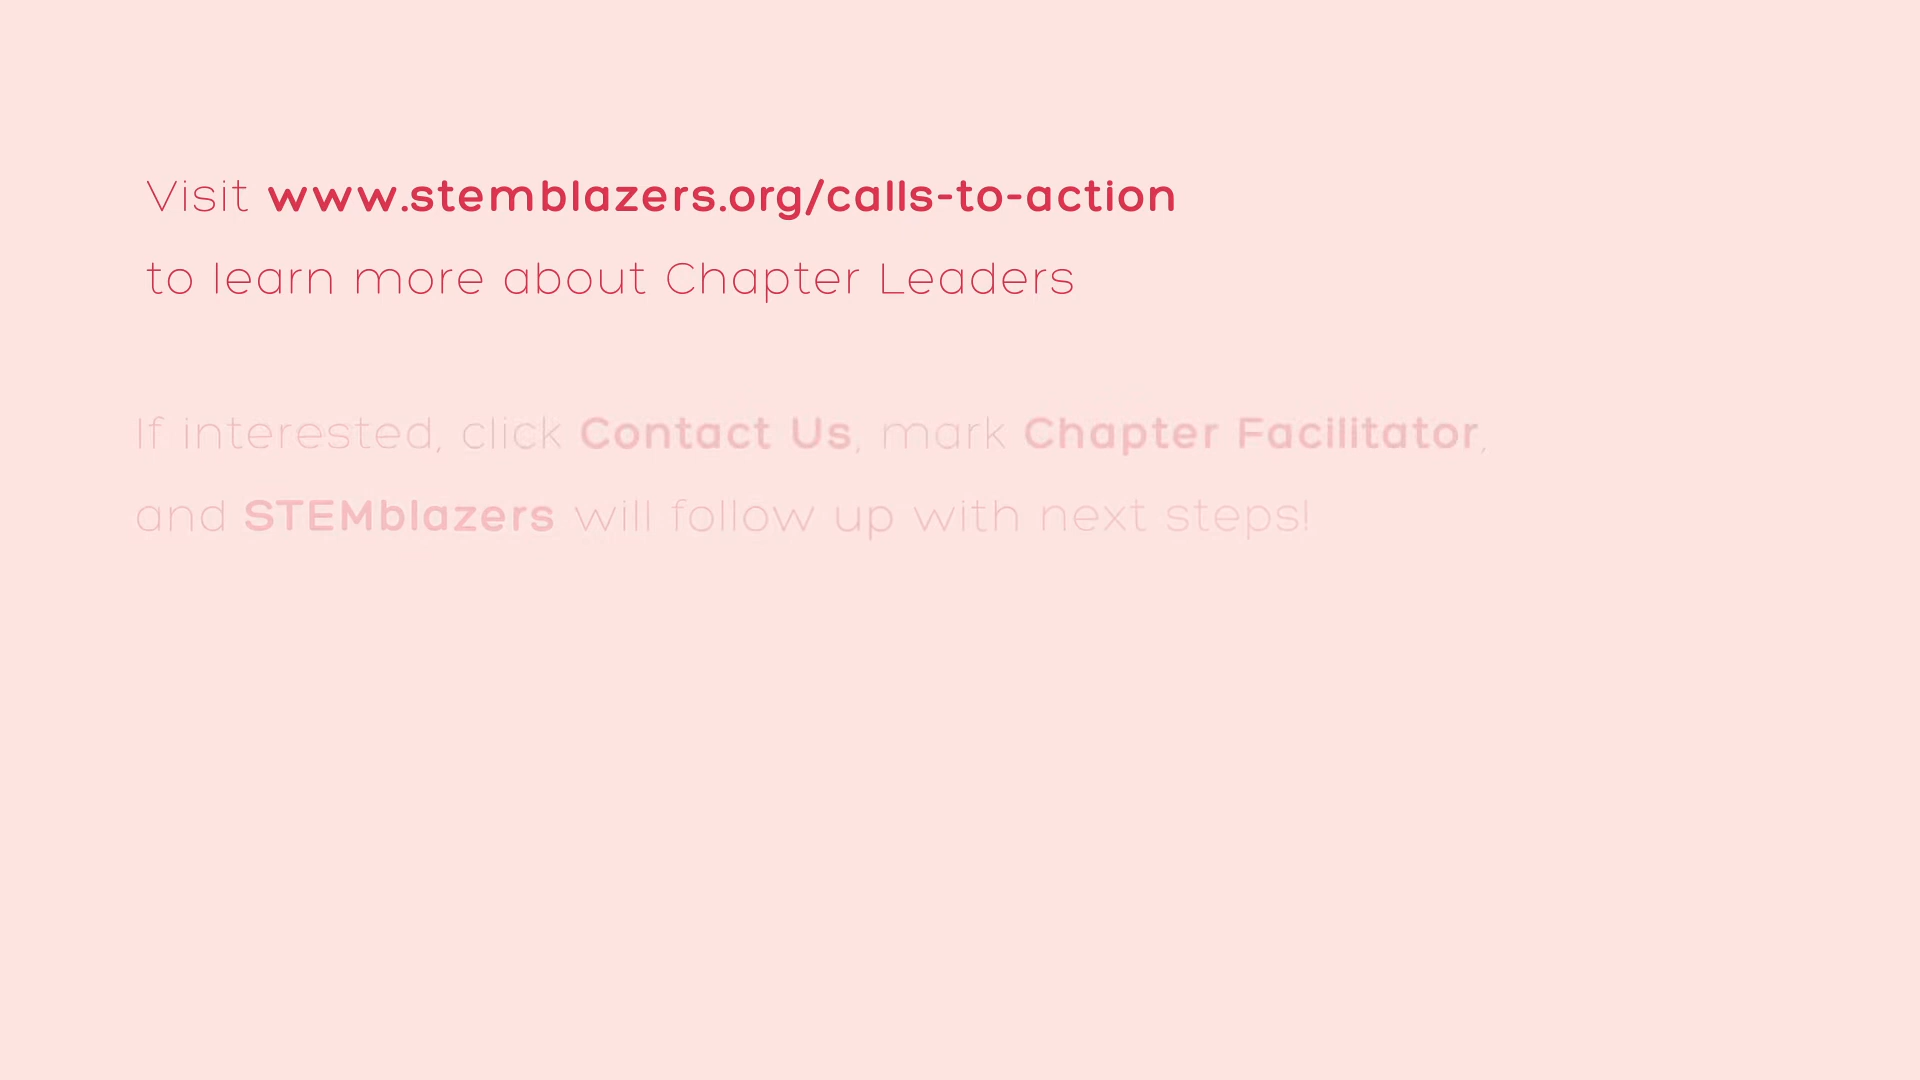 Visit www.stemblazers.org/calls-to-action
to learn more about Chapter Leaders
If interested, click Contact Us, mark Chapter Facilitator,
and STEMblazers will follow up with next steps!